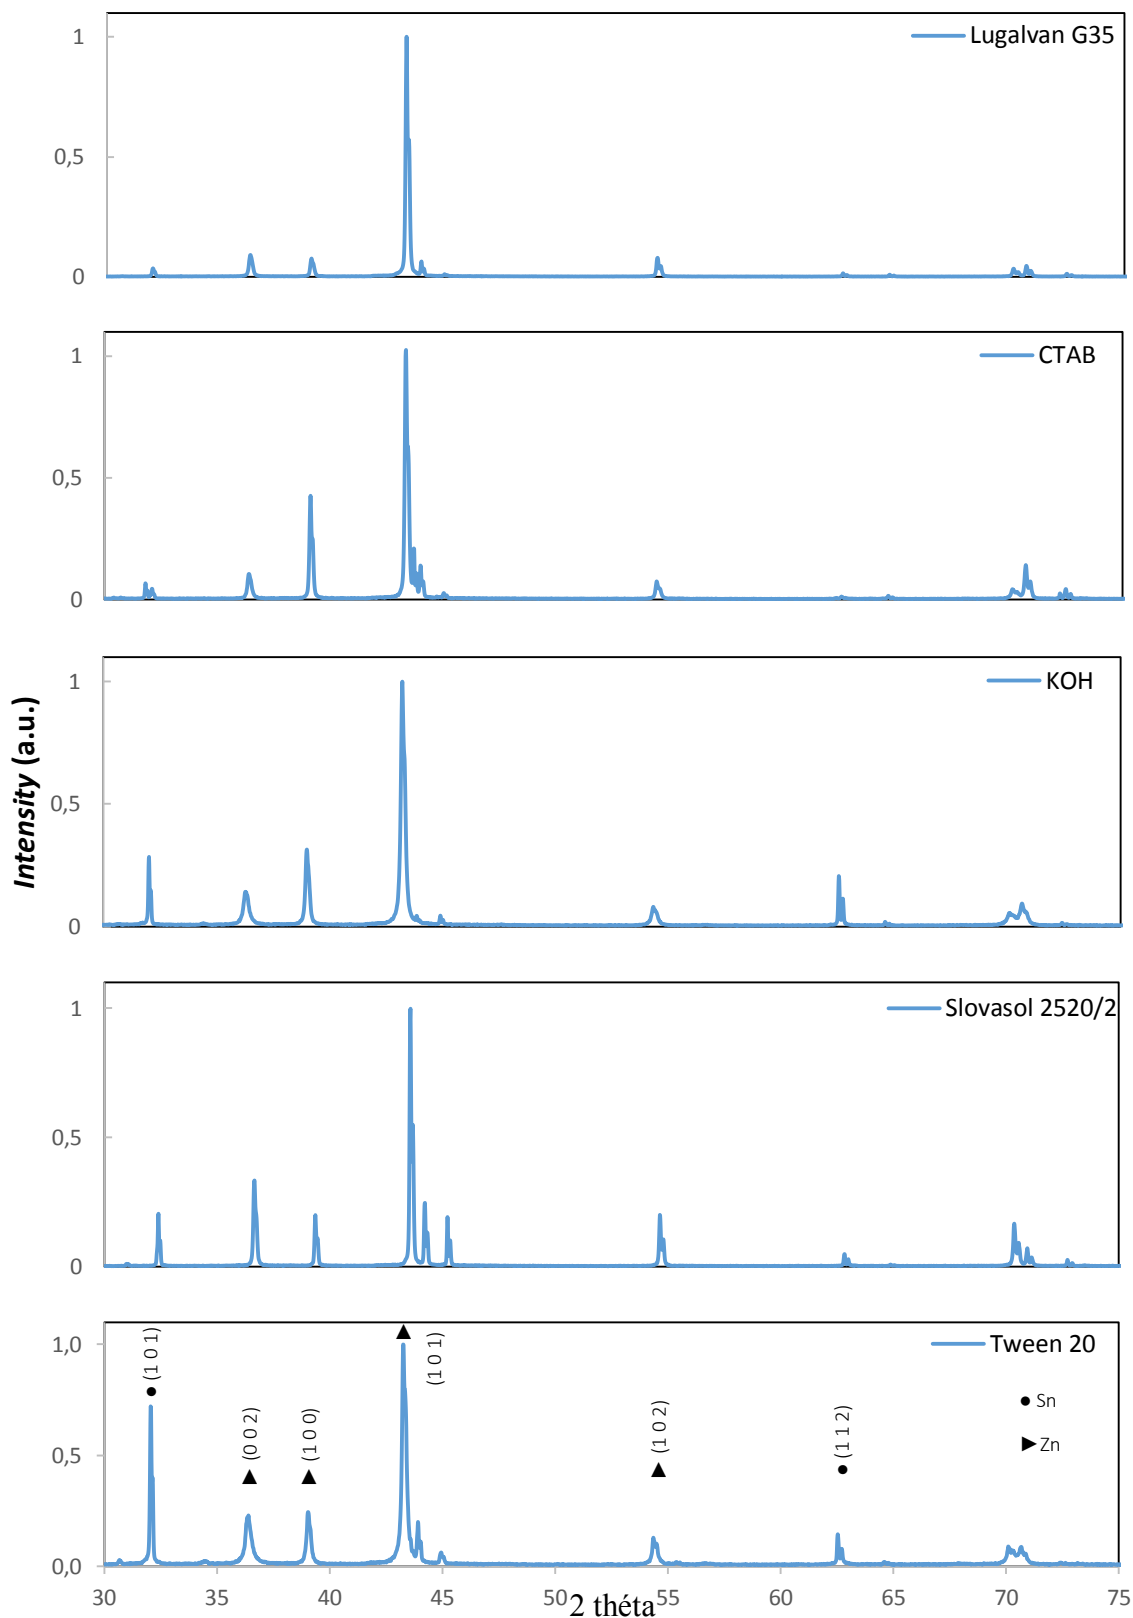 Lugalvan G35
1
0,5
0
CTAB
1
0,5
0
KOH
1
0,5
0
Intensity (a.u.)
Slovasol 2520/2
1
0,5
0
Tween 20
1,0
0,5
0,0
(1 0 1)
(0 0 2)
(1 0 0)
(1 0 1)
(1 0 2)
(1 1 2)
Sn
Zn
30 35 40 45 50 55 60 65 70 75
2 théta